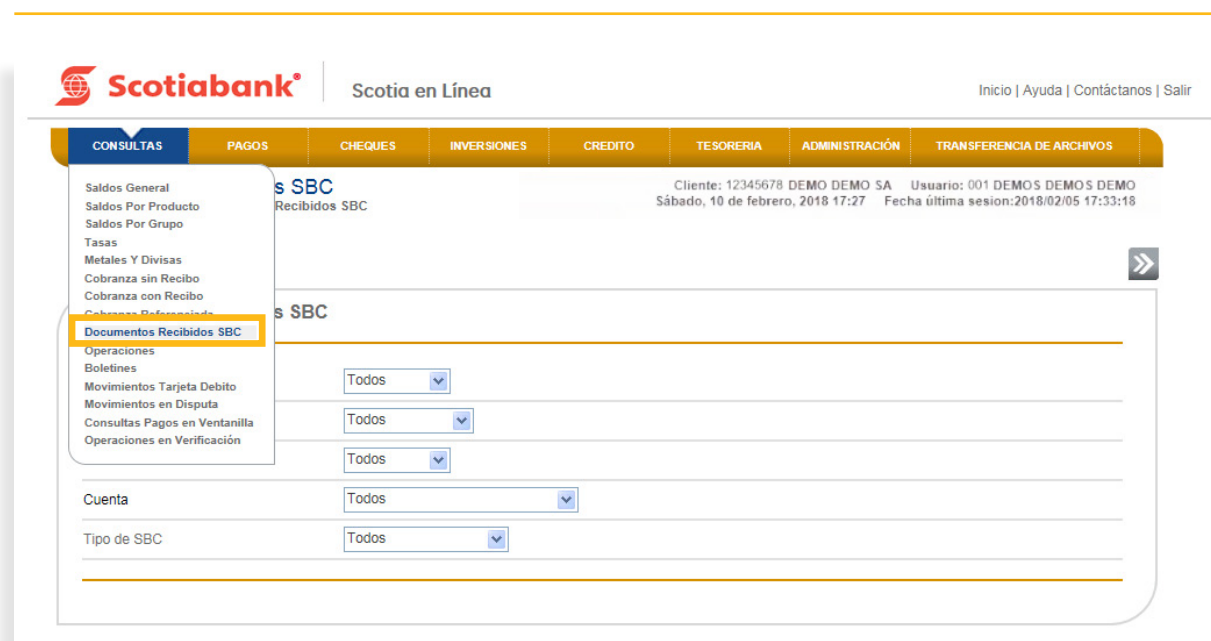 Scotiabank® Scotia en Línea Inicio | Ayuda | Contáctanos | Salir
CONSULTAS PAGOS CHEQUES INVERSIONES CREDITO TESORERIA ADMINISTRACIÓN TRANSFERENCIA DE ARCHIVOS
s SBC
Recibidos SBC
Cliente: 12345678 DEMO DEMO SA Usuario: 001 DEMOS DEMOS DEMO
Sábado, 10 de febrero, 2018 17:27 Fecha última sesion:2018/02/05 17:33:18
Saldos General
Saldos Por Producto
Saldos Por Grupo
Tasas
Metales Y Divisas
Cobranza sin Recibo
Cobranza con Recibo
Cobranza Referenciada
Documentos Recibidos SBC
Operaciones
Boletines
Movimientos Tarjeta Debito
Movimientos en Disputa
Consultas Pagos en Ventanilla
Operaciones en Verificación
s SBC
Todos
Todos
Todos
Cuenta Todos
Tipo de SBC Todos